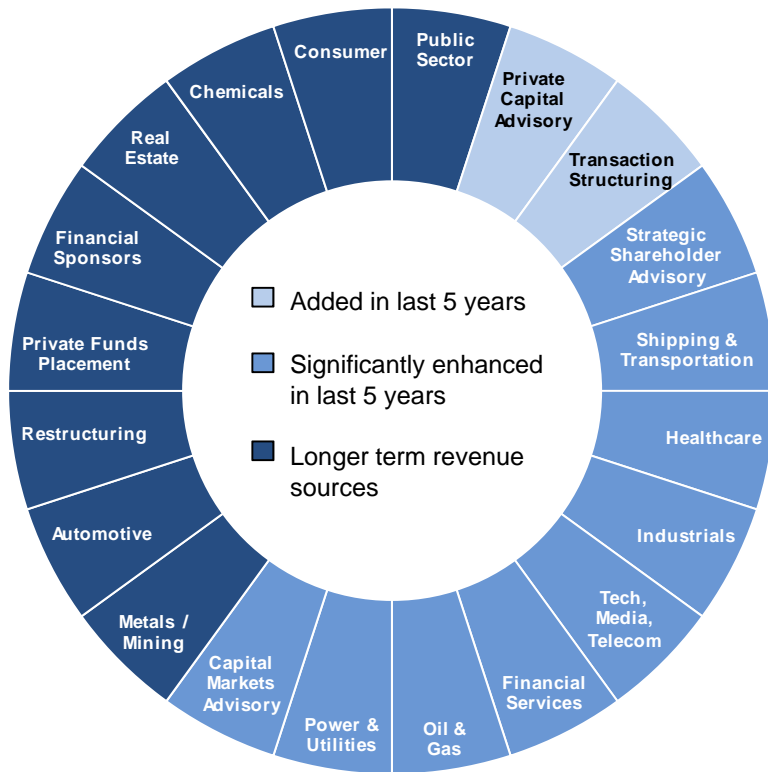 Public
Sector
Private
Capital
Advisory
Transaction
Structuring
Strategic
Shareholder
Advisory
Shipping &
Transportation
Healthcare
Industrials
Tech,
Media,
Telecom
Financial
Services
Oil &
Gas
Power &
Utilities
Capital
Markets
Advisory
Metals /
Mining
Automotive
Restructuring
Private Funds
Placement
Financial
Sponsors
Real
Estate
Chemicals
Consumer
Added in last 5 years
Significantly enhanced
in last 5 years
Longer term revenue
sources